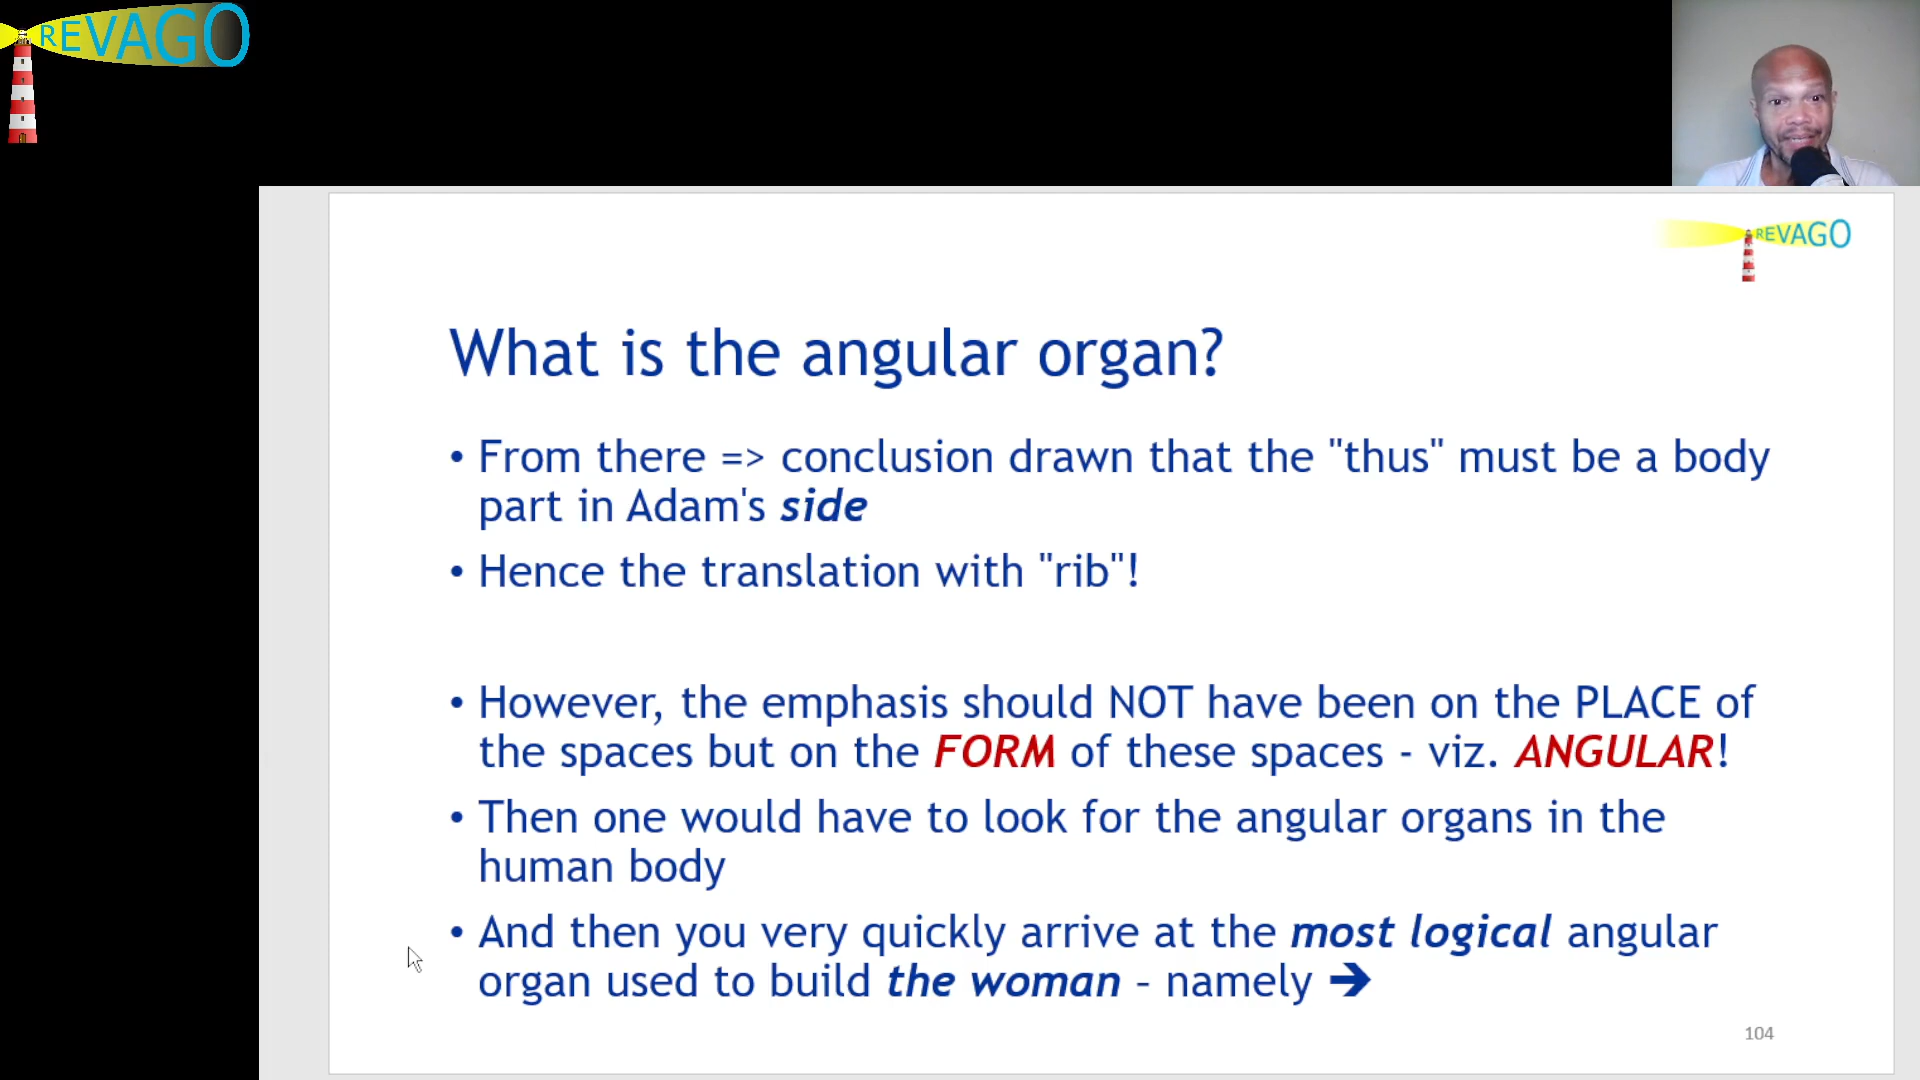 REVAGO
REVAGO
What is the angular organ?
• From there => conclusion drawn that the "thus" must be a body
part in Adam's side
• Hence the translation with "rib"!
• However, the emphasis should NOT have been on the PLACE of
the spaces but on the FORM of these spaces - viz. ANGULAR!
• Then one would have to look for the angular organs in the
human body
• And then you very quickly arrive at the most logical angular
organ used to build the woman – namely ➔
104